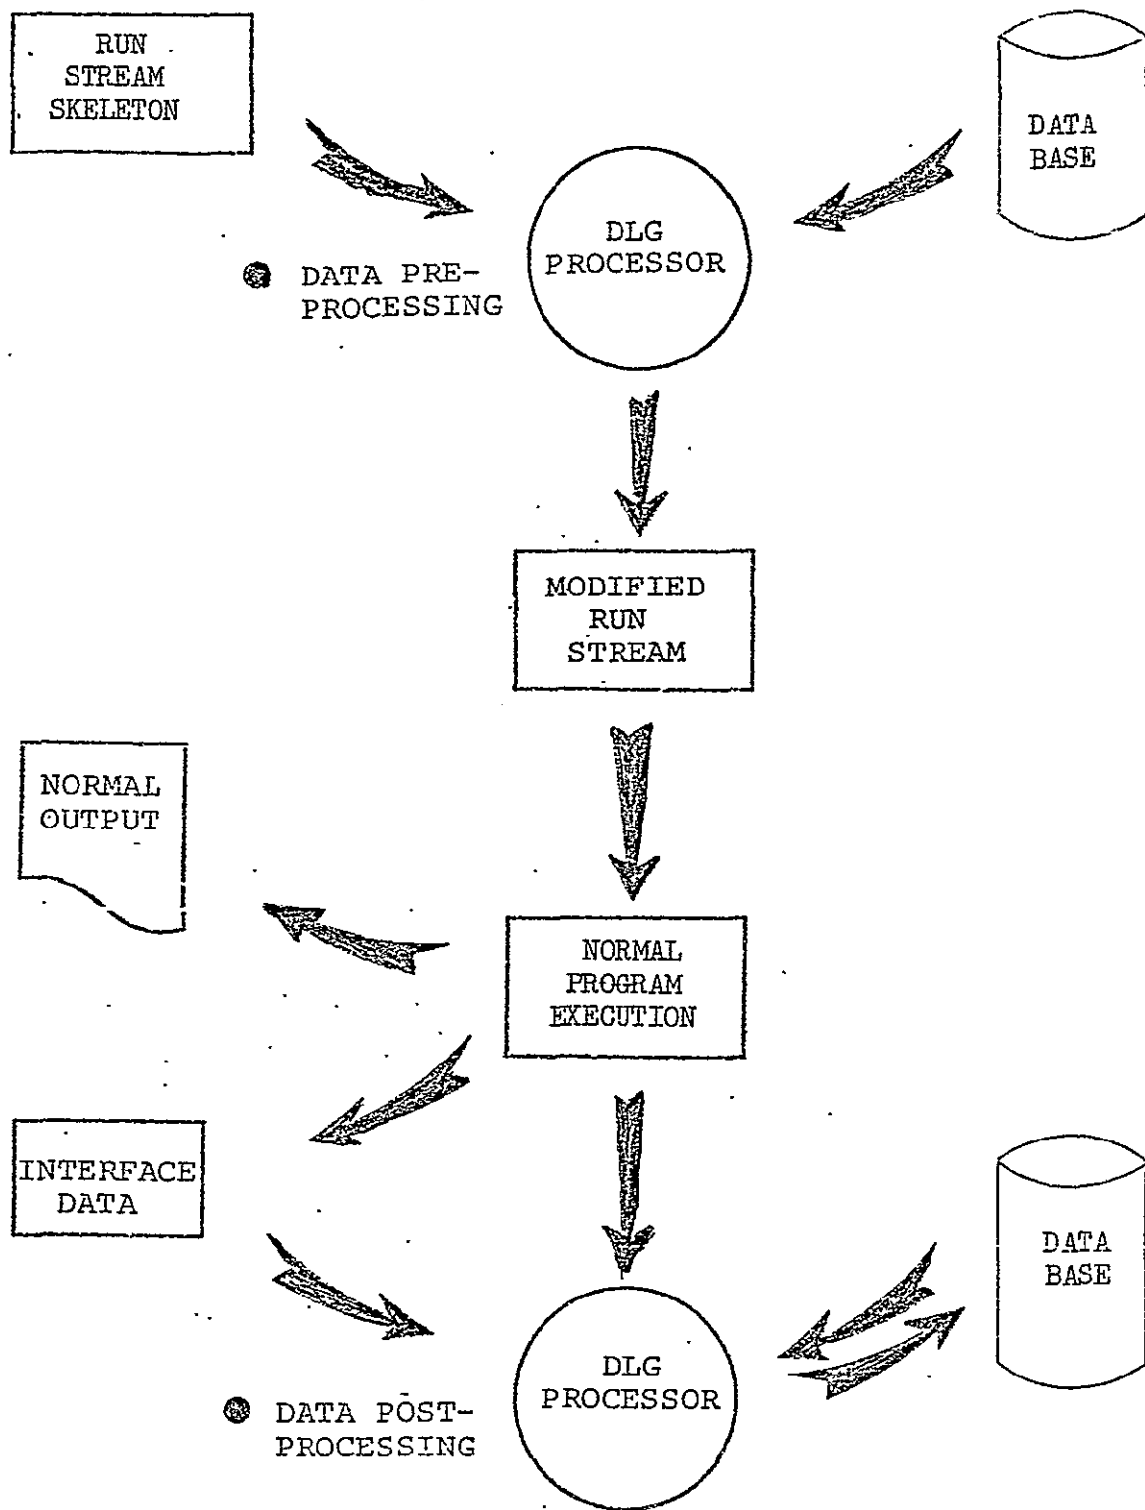 RUN
STREAM
SKELETON
DATA
BASE
DLG
PROCESSOR
DATA PRE-
PROCESSING
MODIFIED
RUN
STREAM
NORMAL
OUTPUT
NORMAL
PROGRAM
EXECUTION
INTERFACE
DATA
DATA
BASE
DLG
PROCESSOR
DATA POST-
PROCESSING